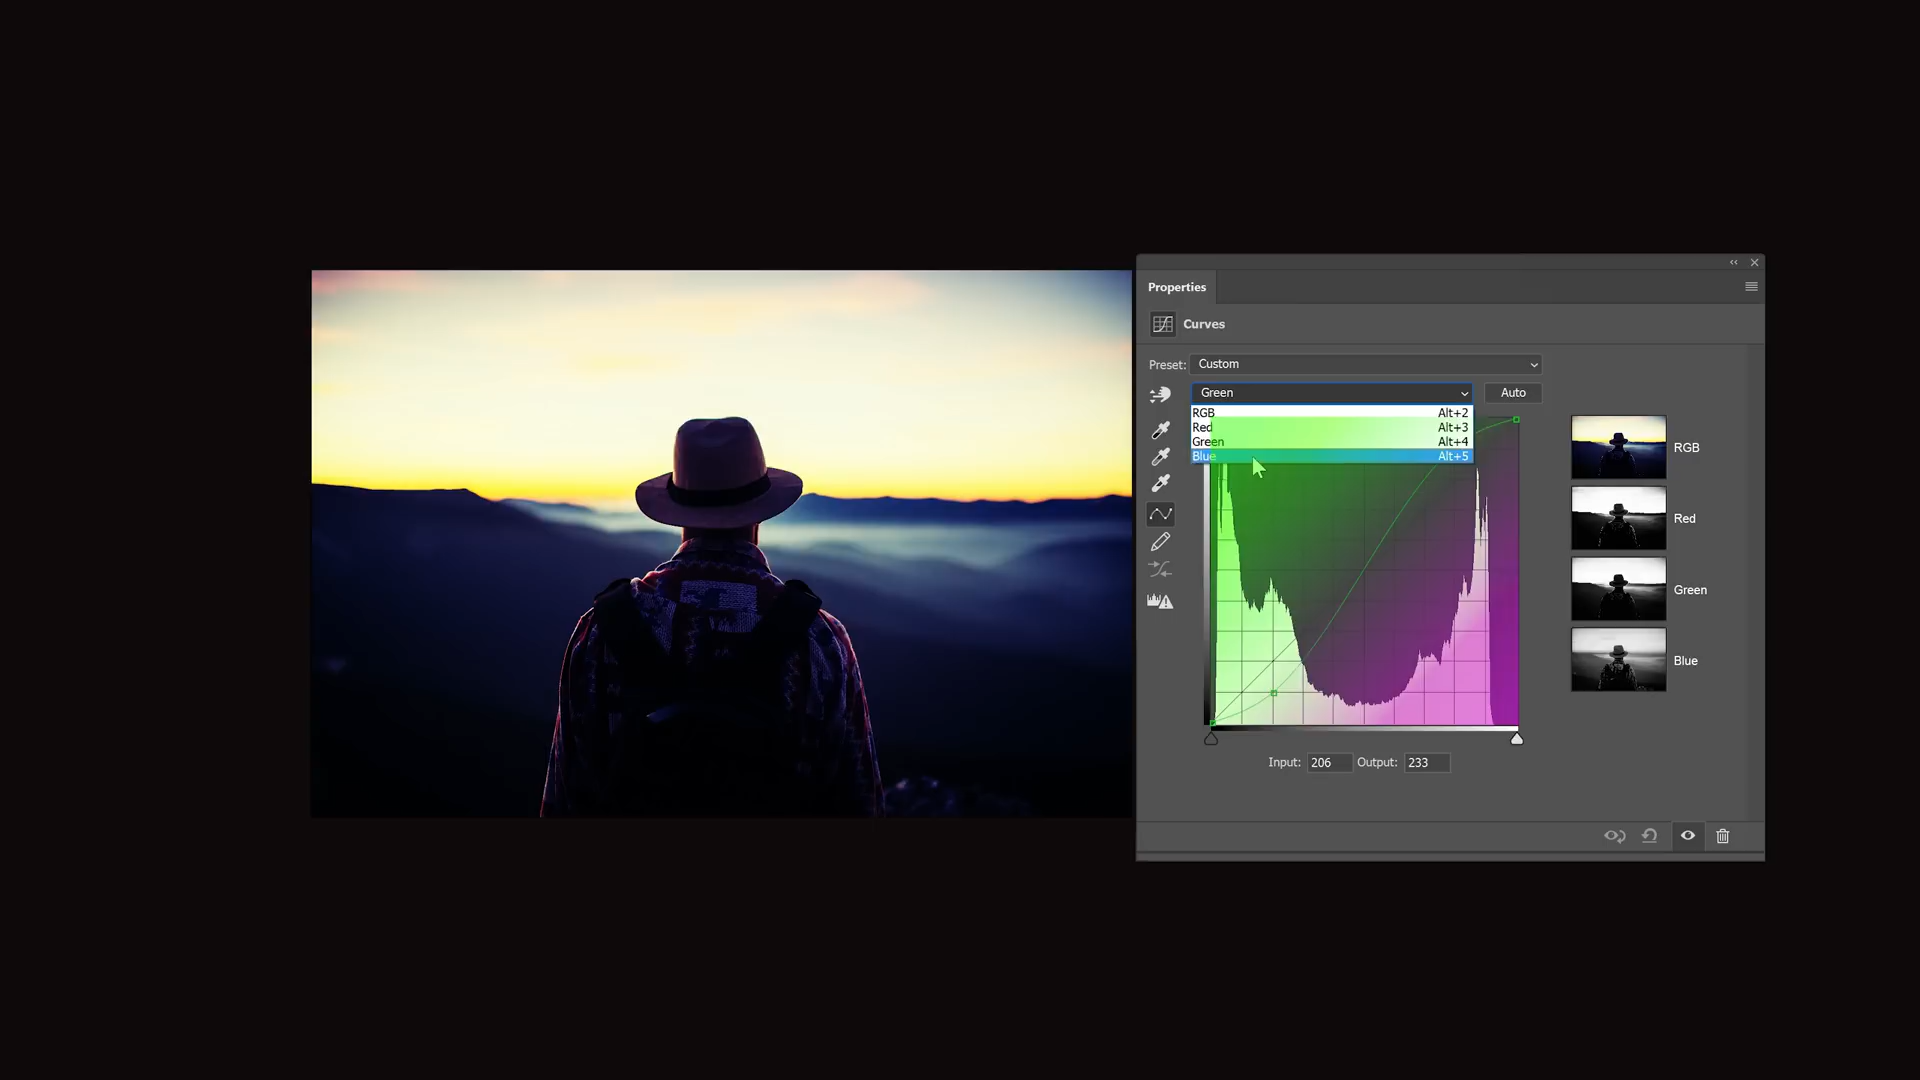 Properties
Curves
Preset: Custom
Green Auto
RGB Alt+2
Red Alt+3
Green Alt+4
Blue Alt+5
RGB
Red
Green
Blue
Input: 206 Output: 233